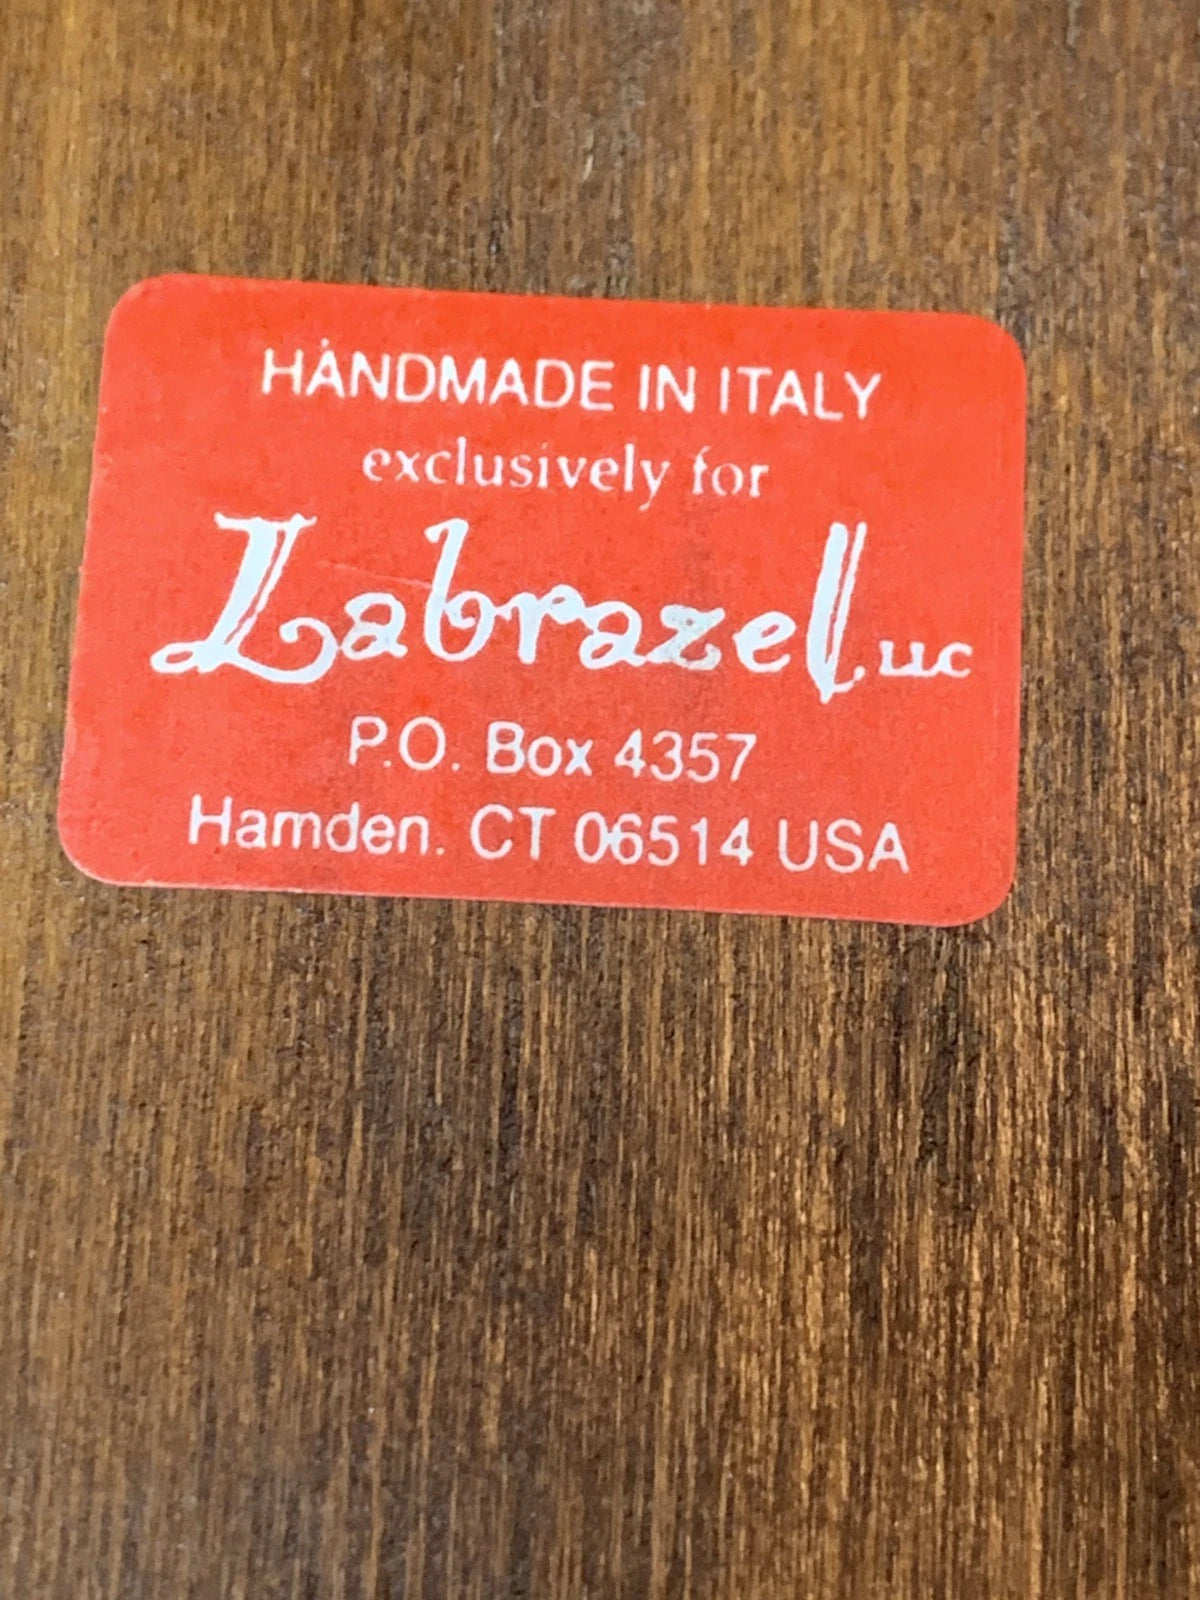 HANDMADE IN ITALY
exclusively for
Labrazel LLC
P.O. Box 4357
Hamden. CT 06514 USA